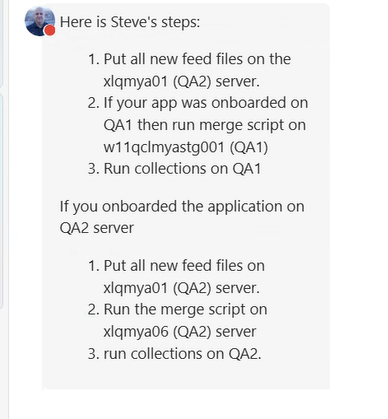 Here is Steve's steps:
1. Put all new feed files on the
xlqmya01 (QA2) server.
2. If your app was onboarded on
QA1 then run merge script on
w11qclmyastg001 (QA1)
3. Run collections on QA1
If you onboarded the application on
QA2 server
1. Put all new feed files on
xlqmya01 (QA2) server.
2. Run the merge script on
xlqmya06 (QA2) server
3. run collections on QA2.